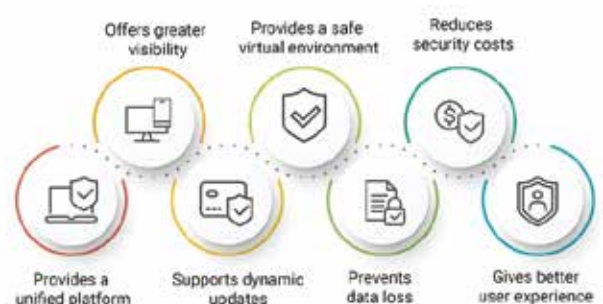 Offers greater
visibility
Provides a safe
virtual environment
Reduces
security costs
$
Provides a
unified platform
Supports dynamic
updates
Prevents
data loss
Gives better
user experience